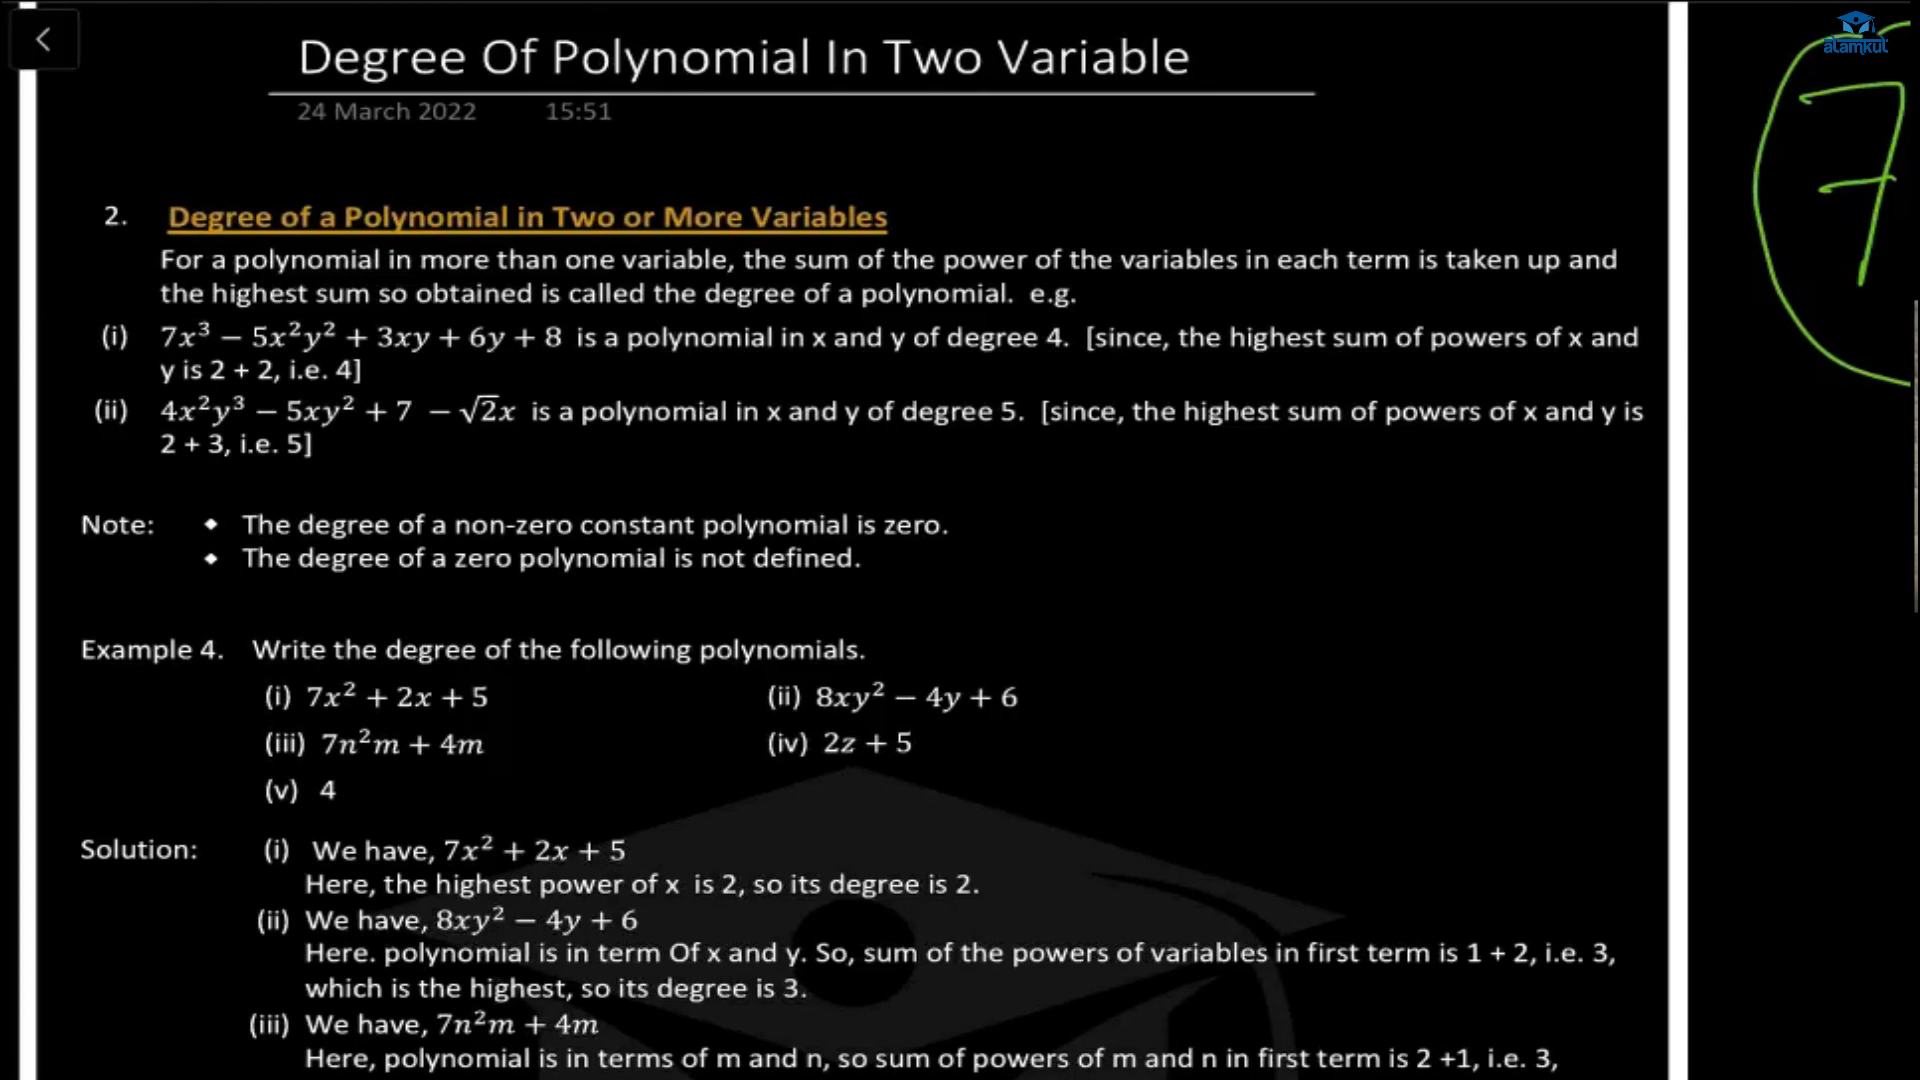 alamkul
Degree Of Polynomial In Two Variable
24 March 2022 15:51
7
2. Degree of a Polynomial in Two or More Variables
For a polynomial in more than one variable, the sum of the power of the variables in each term is taken up and
the highest sum so obtained is called the degree of a polynomial. e.g.
(i) 7x³ − 5x²y² + 3xy + 6y + 8 is a polynomial in x and y of degree 4. [since, the highest sum of powers of x and
y is 2 + 2, i.e. 4]
(ii) 4x²y³ − 5xy² + 7 − √2x is a polynomial in x and y of degree 5. [since, the highest sum of powers of x and y is
2 + 3, i.e. 5]
Note: ◆ The degree of a non-zero constant polynomial is zero.
◆ The degree of a zero polynomial is not defined.
Example 4. Write the degree of the following polynomials.
(i) 7x² + 2x + 5 (ii) 8xy² − 4y + 6
(iii) 7n²m + 4m (iv) 2z + 5
(v) 4
Solution: (i) We have, 7x² + 2x + 5
Here, the highest power of x is 2, so its degree is 2.
(ii) We have, 8xy² − 4y + 6
Here. polynomial is in term Of x and y. So, sum of the powers of variables in first term is 1 + 2, i.e. 3,
which is the highest, so its degree is 3.
(iii) We have, 7n²m + 4m
Here, polynomial is in terms of m and n, so sum of powers of m and n in first term is 2 +1, i.e. 3,